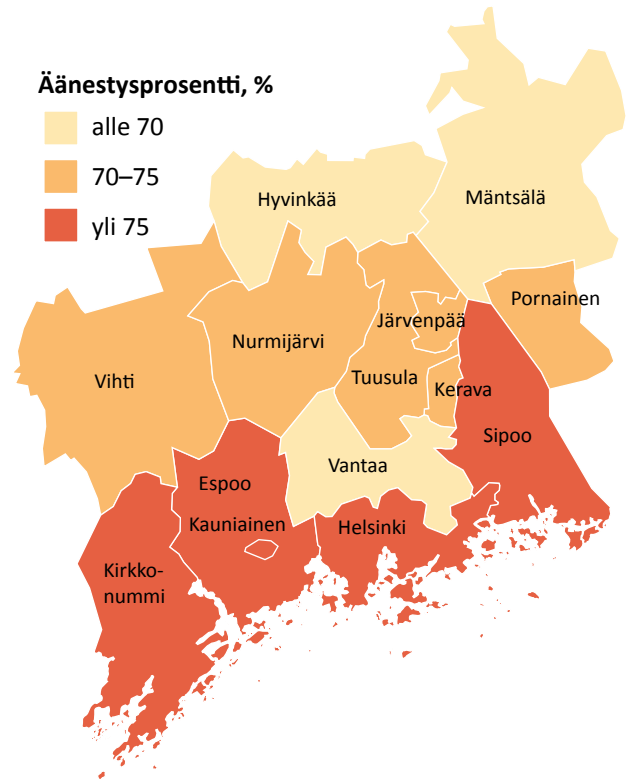 Äänestysprosentti, %
alle 70
70–75
yli 75
Hyvinkää
Mäntsälä
Pornainen
Järvenpää
Nurmijärvi
Vihti
Tuusula
Kerava
Sipoo
Vantaa
Espoo
Kauniainen
Helsinki
Kirkko-
nummi